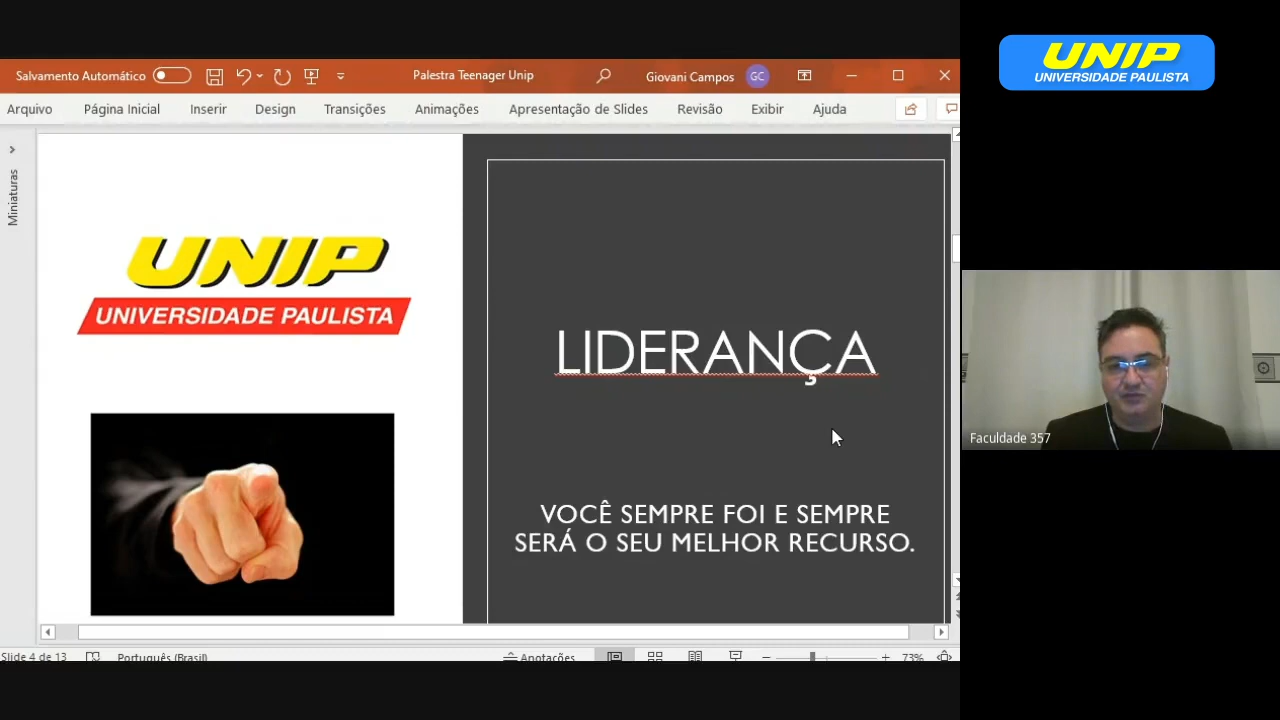 Salvamento Automático
Palestra Teenager Unip
Giovani Campos
GC
Arquivo
Página Inicial
Inserir
Design
Transições
Animações
Apresentação de Slides
Revisão
Exibir
Ajuda
Miniaturas
UNIP
UNIVERSIDADE PAULISTA
LIDERANÇA
VOCÊ SEMPRE FOI E SEMPRE
SERÁ O SEU MELHOR RECURSO.
Slide 4 de 13
Português (Brasil)
Anotações
73%
UNIP
UNIVERSIDADE PAULISTA
Faculdade 357